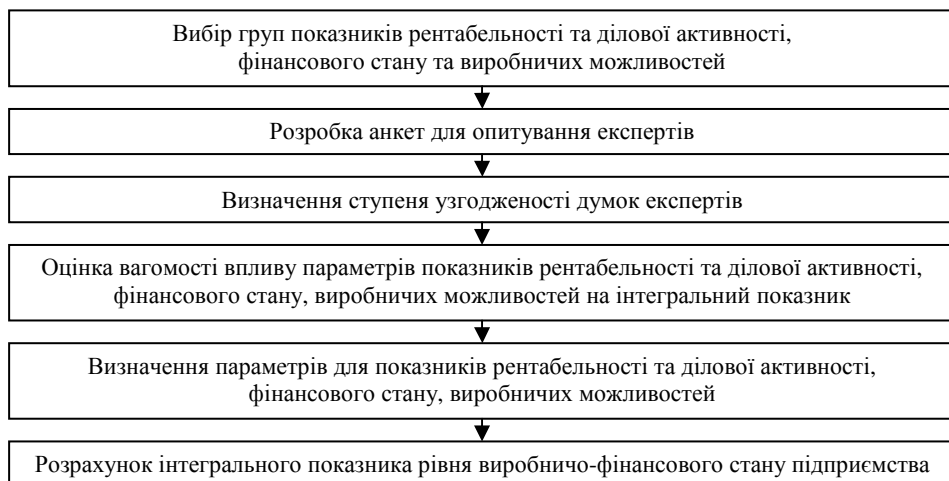 Вибір груп показників рентабельності та ділової активності,
фінансового стану та виробничих можливостей
Розробка анкет для опитування експертів
Визначення ступеня узгодженості думок експертів
Оцінка вагомості впливу параметрів показників рентабельності та ділової активності,
фінансового стану, виробничих можливостей на інтегральний показник
Визначення параметрів для показників рентабельності та ділової активності,
фінансового стану, виробничих можливостей
Розрахунок інтегрального показника рівня виробничо-фінансового стану підприємства